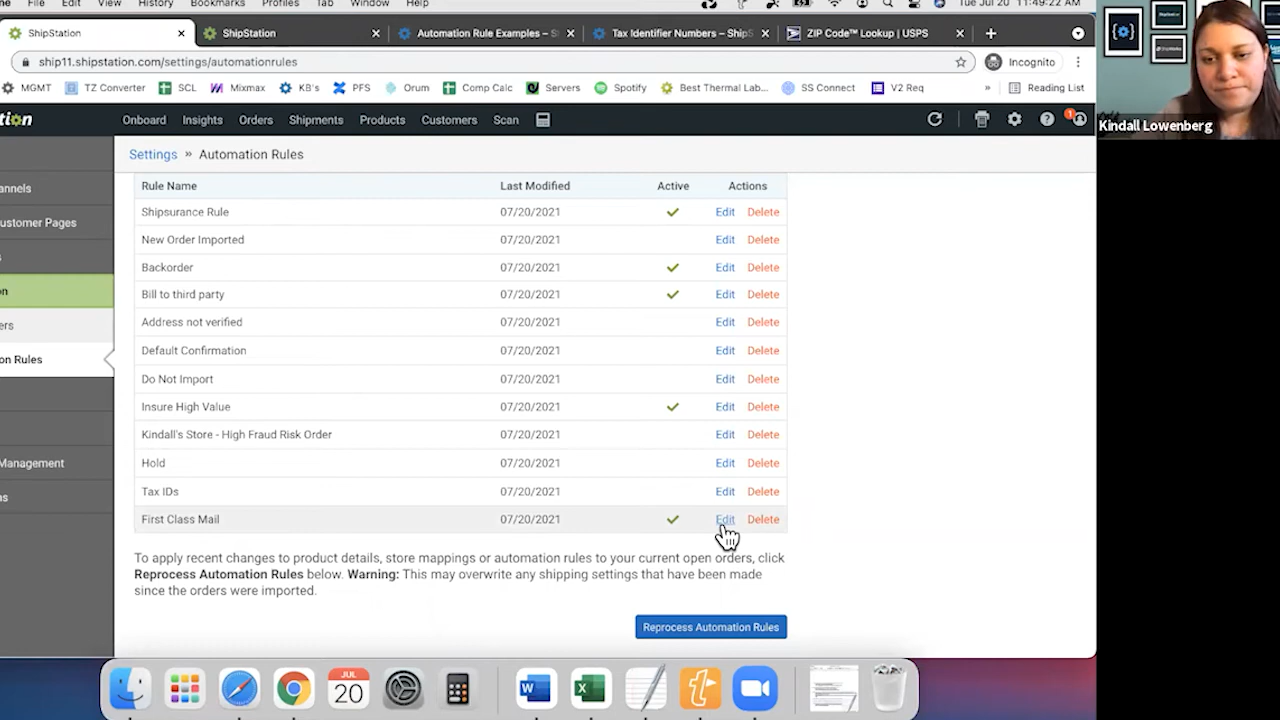 File Edit View History Bookmarks Profiles Tab Window Help Tue Jul 20 11:49:22 AM
ShipStation × ShipStation × Automation Rule Examples – S × Tax Identifier Numbers – ShipS × ZIP Code™ Lookup | USPS × +
ship11.shipstation.com/settings/automationrules Incognito
MGMT TZ Converter SCL Mixmax KB's PFS Orum Comp Calc Servers Spotify Best Thermal Lab... SS Connect V2 Req » Reading List
tion Onboard Insights Orders Shipments Products Customers Scan 1
Kindall Lowenberg
Settings » Automation Rules
annels
ustomer Pages
s
on
ers
on Rules
Management
ns
Rule Name Last Modified Active Actions
Shipsurance Rule 07/20/2021 Edit Delete
New Order Imported 07/20/2021 Edit Delete
Backorder 07/20/2021 Edit Delete
Bill to third party 07/20/2021 Edit Delete
Address not verified 07/20/2021 Edit Delete
Default Confirmation 07/20/2021 Edit Delete
Do Not Import 07/20/2021 Edit Delete
Insure High Value 07/20/2021 Edit Delete
Kindall's Store - High Fraud Risk Order 07/20/2021 Edit Delete
Hold 07/20/2021 Edit Delete
Tax IDs 07/20/2021 Edit Delete
First Class Mail 07/20/2021 Edit Delete
To apply recent changes to product details, store mappings or automation rules to your current open orders, click
Reprocess Automation Rules below. Warning: This may overwrite any shipping settings that have been made
since the orders were imported.
Reprocess Automation Rules
JUL
20